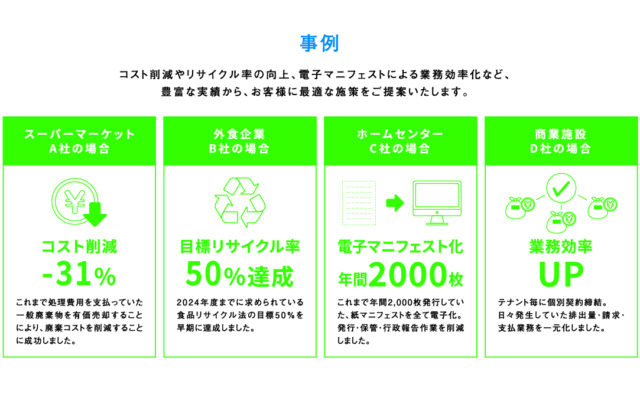 事例
コスト削減やリサイクル率の向上、電子マニフェストによる業務効率化など、
豊富な実績から、お客様に最適な施策をご提案いたします。
スーパーマーケット
A社の場合
コスト削減
-31%
これまで処理費用を支払っていた
一般廃棄物を有価売却すること
により、廃棄コストを削減すること
に成功しました。
外食企業
B社の場合
目標リサイクル率
50%達成
2024年度までに求められている
食品リサイクル法の目標50%を
早期に達成しました。
ホームセンター
C社の場合
電子マニフェスト化
年間2000枚
これまで年間2,000枚発行してい
た、紙マニフェストを全て電子化。
発行・保管・行政報告作業を削減
しました。
商業施設
D社の場合
業務効率
UP
テナント毎に個別契約締結。
日々発生していた排出量・請求・
支払業務を一元化しました。